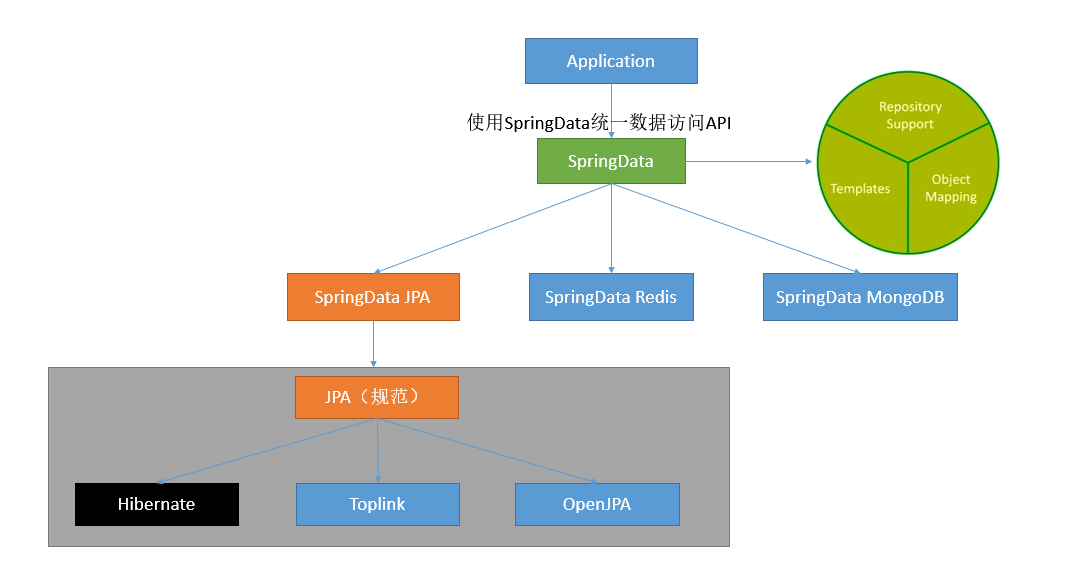 Application
使用SpringData统一数据访问API
SpringData
Repository
Support
Templates
Object
Mapping
SpringData JPA
SpringData Redis
SpringData MongoDB
JPA（规范）
Hibernate
Toplink
OpenJPA